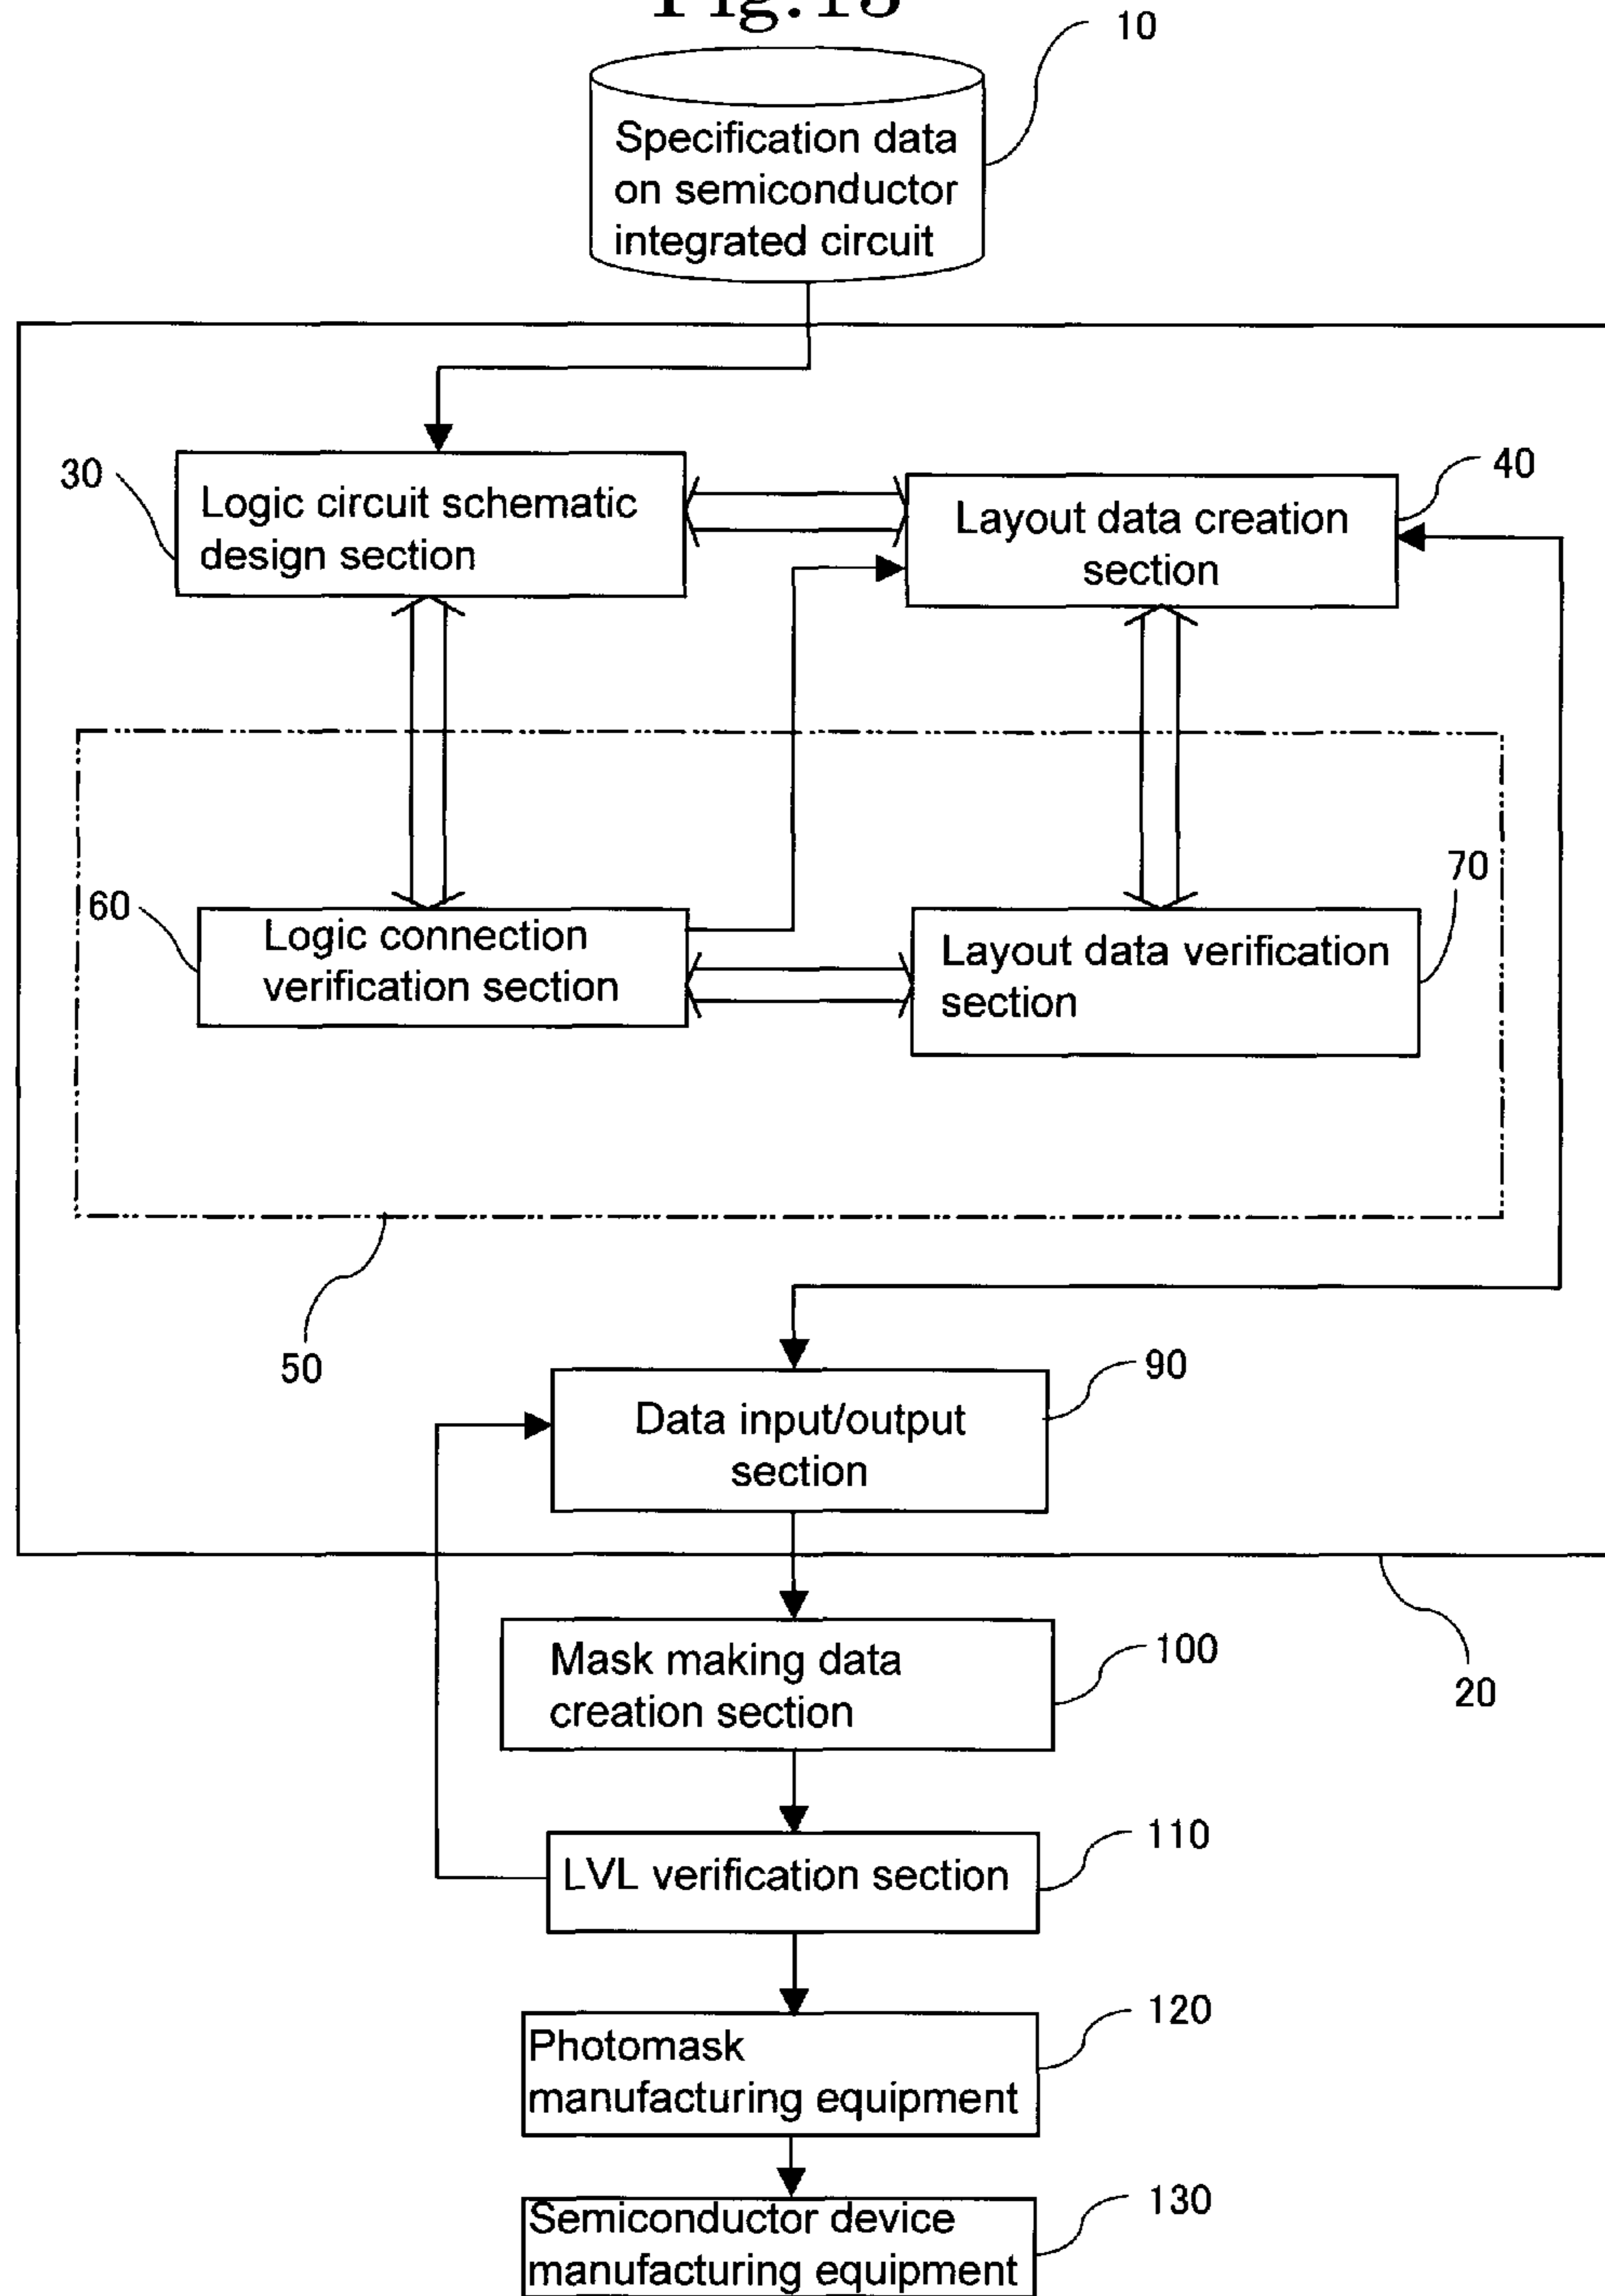 10
Specification data
on semiconductor
integrated circuit
30
Logic circuit schematic
design section
40
Layout data creation
section
60
Logic connection
verification section
70
Layout data verification
section
50
90
Data input/output
section
20
100
Mask making data
creation section
110
LVL verification section
120
Photomask
manufacturing equipment
130
Semiconductor device
manufacturing equipment